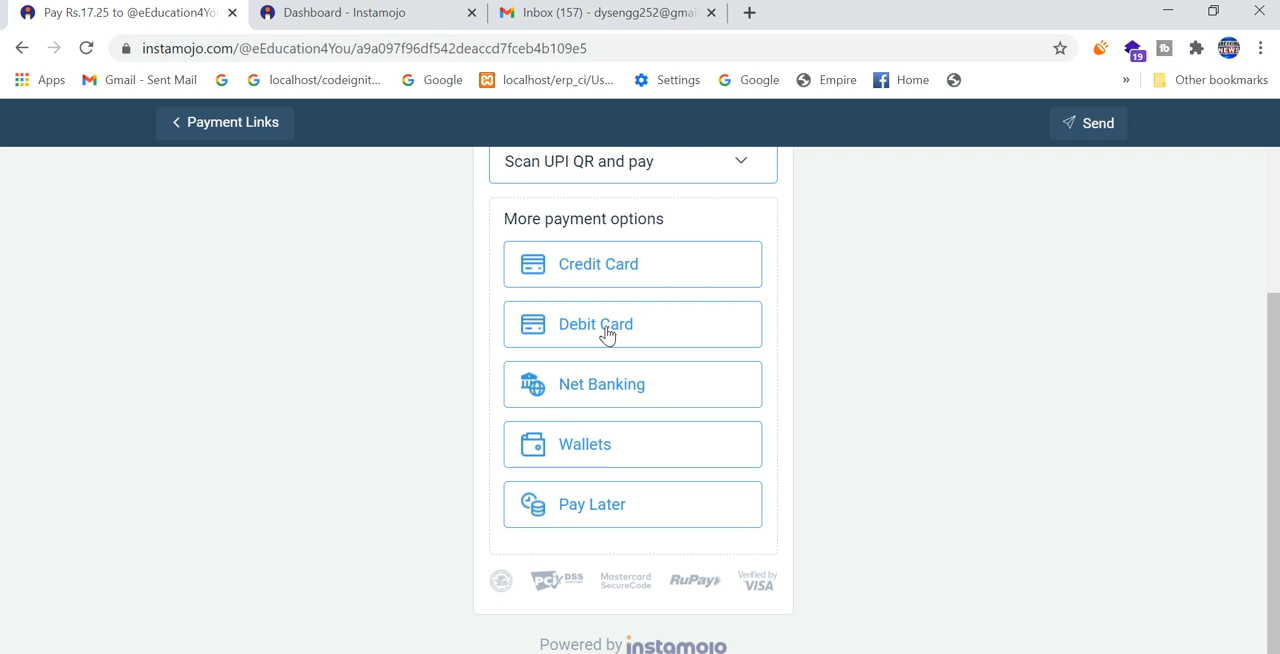 Pay Rs.17.25 to @eEducation4Yo
Dashboard - Instamojo
Inbox (157) - dysengg252@gmai
instamojo.com/@eEducation4You/a9a097f96df542deaccd7fceb4b109e5
19
Apps
Gmail - Sent Mail
localhost/codeignit...
Google
localhost/erp_ci/Us...
Settings
Google
Empire
Home
»
Other bookmarks
Payment Links
Send
Scan UPI QR and pay
More payment options
Credit Card
Debit Card
Net Banking
Wallets
Pay Later
PCI DSS
Mastercard SecureCode
RuPay
Verified by VISA
Powered by instamojo